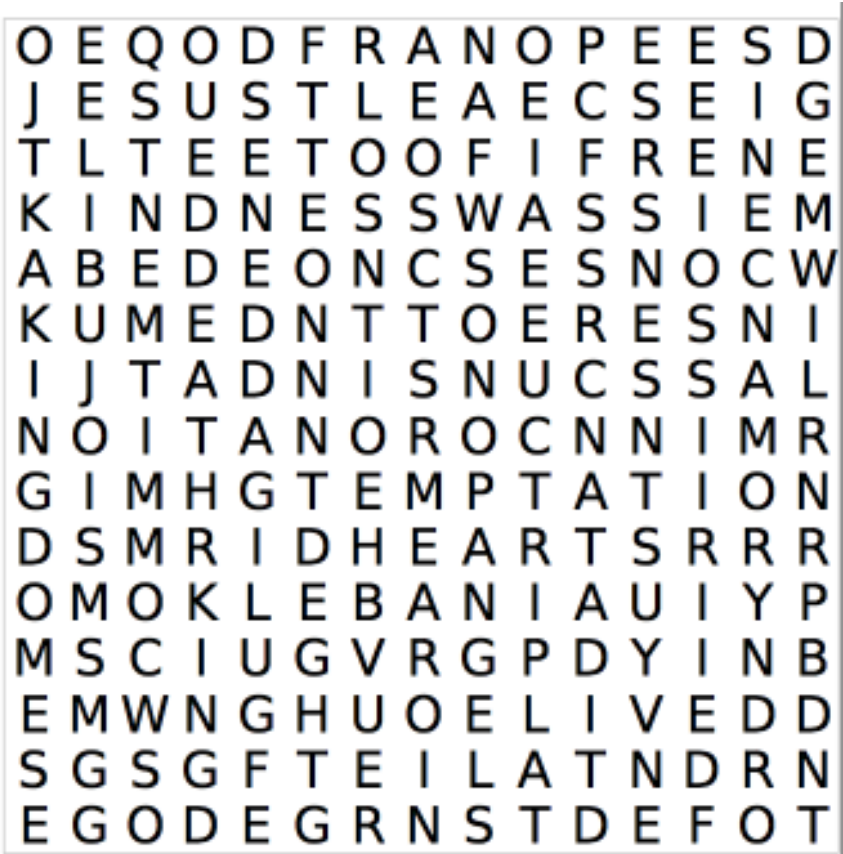 O E Q O D F R A N O P E E S D
J E S U S T L E A E C S E I G
T L T E E T O O F I F R E N E
K I N D N E S S W A S S I E M
A B E D E O N C S E S N O C W
K U M E D N T T O E R E S N I
I J T A D N I S N U C S S A L
N O I T A N O R O C N N I M R
G I M H G T E M P T A T I O N
D S M R I D H E A R T S R R R
O M O K L E B A N I A U I Y P
M S C I U G V R G P D Y I N B
E M W N G H U O E L I V E D D
S G S G F T E I L A T N D R N
E G O D E G R N S T D E F O T